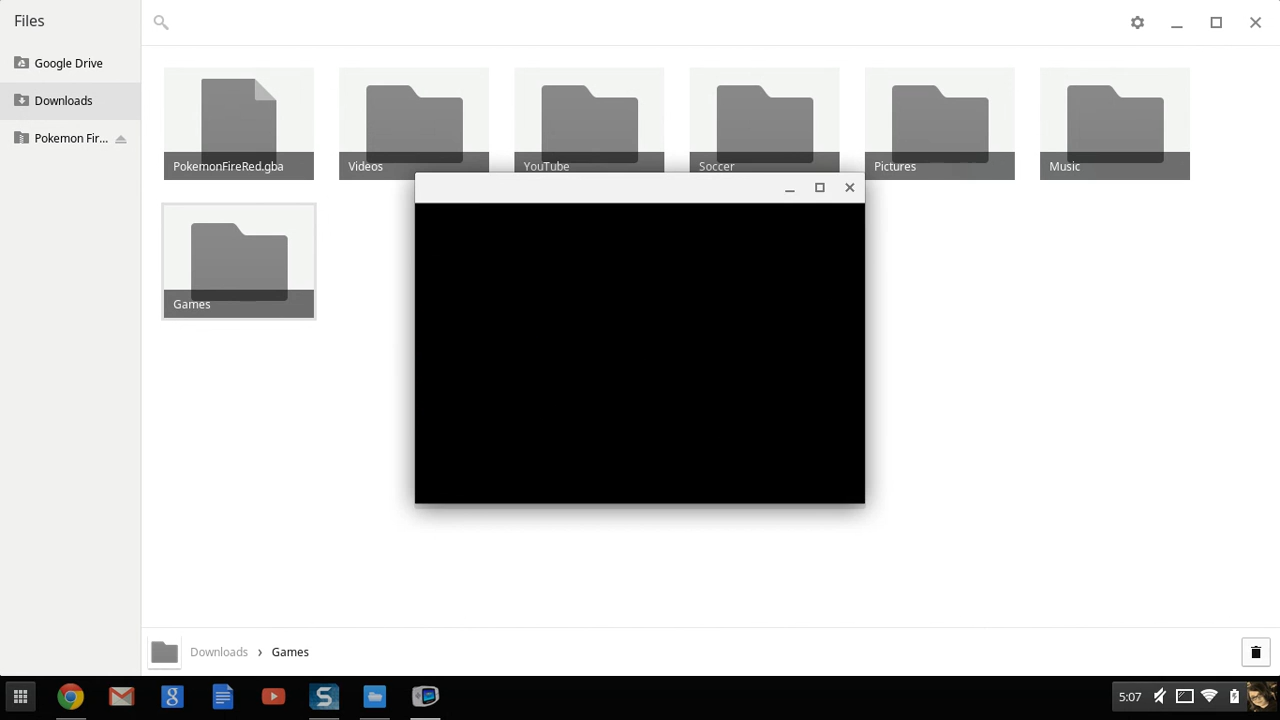 Files
Google Drive
Downloads
Pokemon Fir...
PokemonFireRed.gba
Videos
YouTube
Soccer
Pictures
Music
Games
Downloads › Games
5:07